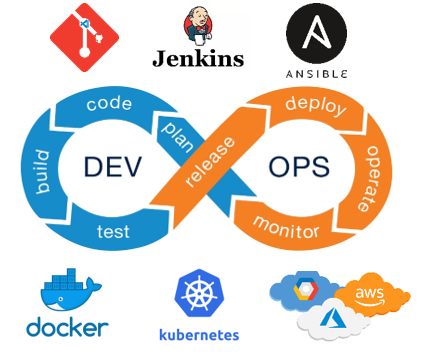 Jenkins
ANSIBLE
code
plan
release
deploy
build
DEV
OPS
operate
test
monitor
docker
kubernetes
aws